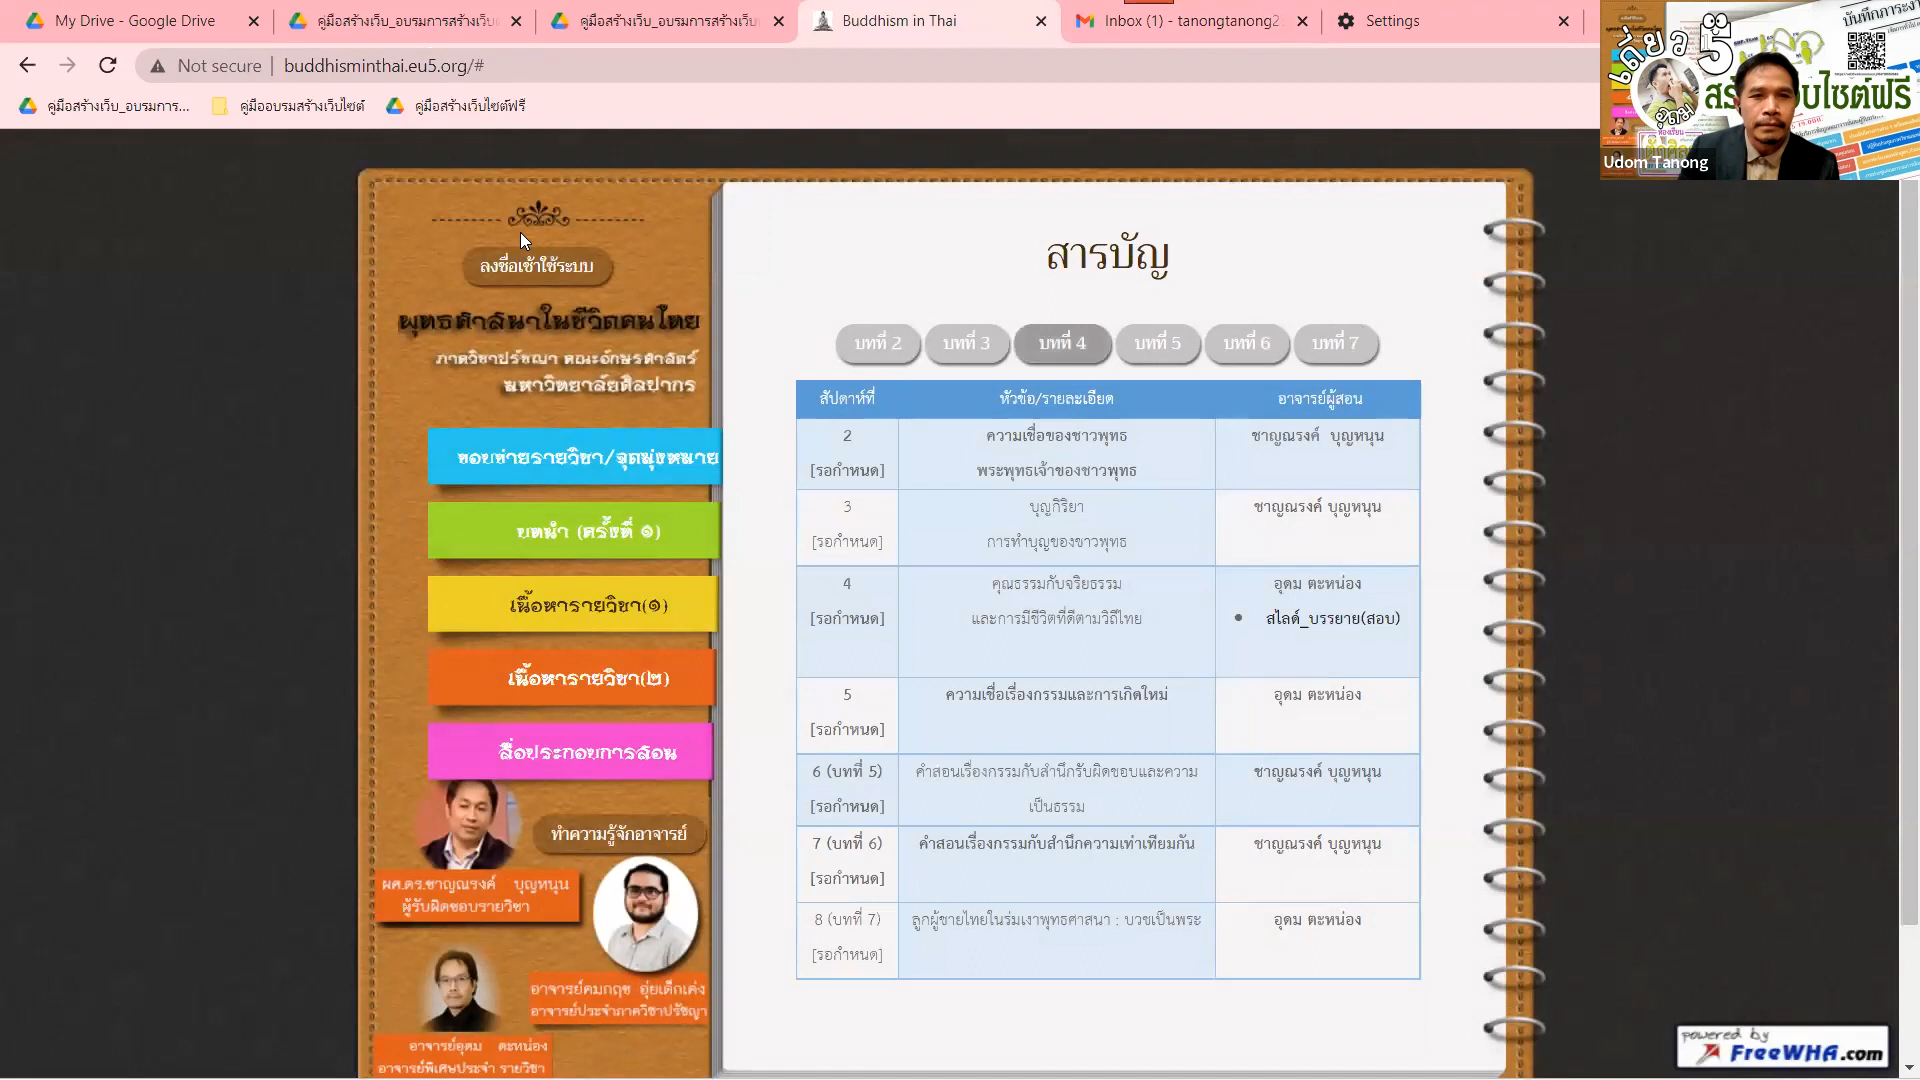 My Drive - Google Drive
คู่มือสร้างเว็บ_อบรมการสร้างเว็บ
คู่มือสร้างเว็บ_อบรมการสร้างเว็บ
Buddhism in Thai
Inbox (1) - tanongtanong2
Settings
Not secure
buddhisminthai.eu5.org/#
คู่มือสร้างเว็บ_อบรมการ...
คู่มืออบรมสร้างเว็บไซต์
คู่มือสร้างเว็บไซต์ฟรี
บันทึกภาระงา
เดี่ยว 5
Udom Tanong
ลงชื่อเข้าใช้ระบบ
พุทธศาสนาในชีวิตคนไทย
ภาควิชาปรัชญา คณะอักษรศาสตร์
มหาวิทยาลัยศิลปากร
ขอบข่ายรายวิชา/จุดมุ่งหมาย
บทนำ (ครั้งที่ ๑)
เนื้อหารายวิชา(๑)
เนื้อหารายวิชา(๒)
สื่อประกอบการสอน
ทำความรู้จักอาจารย์
ผศ.ดร.ชาญณรงค์ บุญหนุน
ผู้รับผิดชอบรายวิชา
อาจารย์คมกฤช อุ่ยเต็กเค่ง
อาจารย์ประจำภาควิชาปรัชญา
อาจารย์อุดม ตะหน่อง
อาจารย์พิเศษประจำ รายวิชา
สารบัญ
บทที่ 2
บทที่ 3
บทที่ 4
บทที่ 5
บทที่ 6
บทที่ 7
สัปดาห์ที่ หัวข้อ/รายละเอียด อาจารย์ผู้สอน
2 ความเชื่อของชาวพุทธ ชาญณรงค์ บุญหนุน
[รอกำหนด] พระพุทธเจ้าของชาวพุทธ
3 บุญกิริยา ชาญณรงค์ บุญหนุน
[รอกำหนด] การทำบุญของชาวพุทธ
4 คุณธรรมกับจริยธรรม อุดม ตะหน่อง
[รอกำหนด] และการมีชีวิตที่ดีตามวิถีไทย • สไลด์_บรรยาย(สอบ)
5 ความเชื่อเรื่องกรรมและการเกิดใหม่ อุดม ตะหน่อง
[รอกำหนด]
6 (บทที่ 5) คำสอนเรื่องกรรมกับสำนึกรับผิดชอบและความ ชาญณรงค์ บุญหนุน
[รอกำหนด] เป็นธรรม
7 (บทที่ 6) คำสอนเรื่องกรรมกับสำนึกความเท่าเทียมกัน ชาญณรงค์ บุญหนุน
[รอกำหนด]
8 (บทที่ 7) ลูกผู้ชายไทยในร่มเงาพุทธศาสนา : บวชเป็นพระ อุดม ตะหน่อง
[รอกำหนด]
powered by
FreeWHA.com